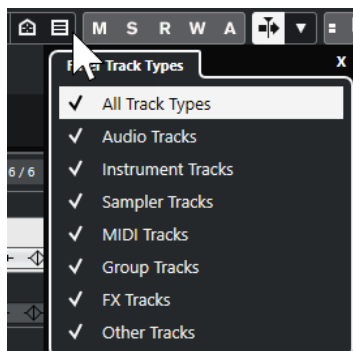 M S R W A
Filter Track Types X
All Track Types
Audio Tracks
6 / 6
Instrument Tracks
Sampler Tracks
MIDI Tracks
Group Tracks
FX Tracks
Other Tracks